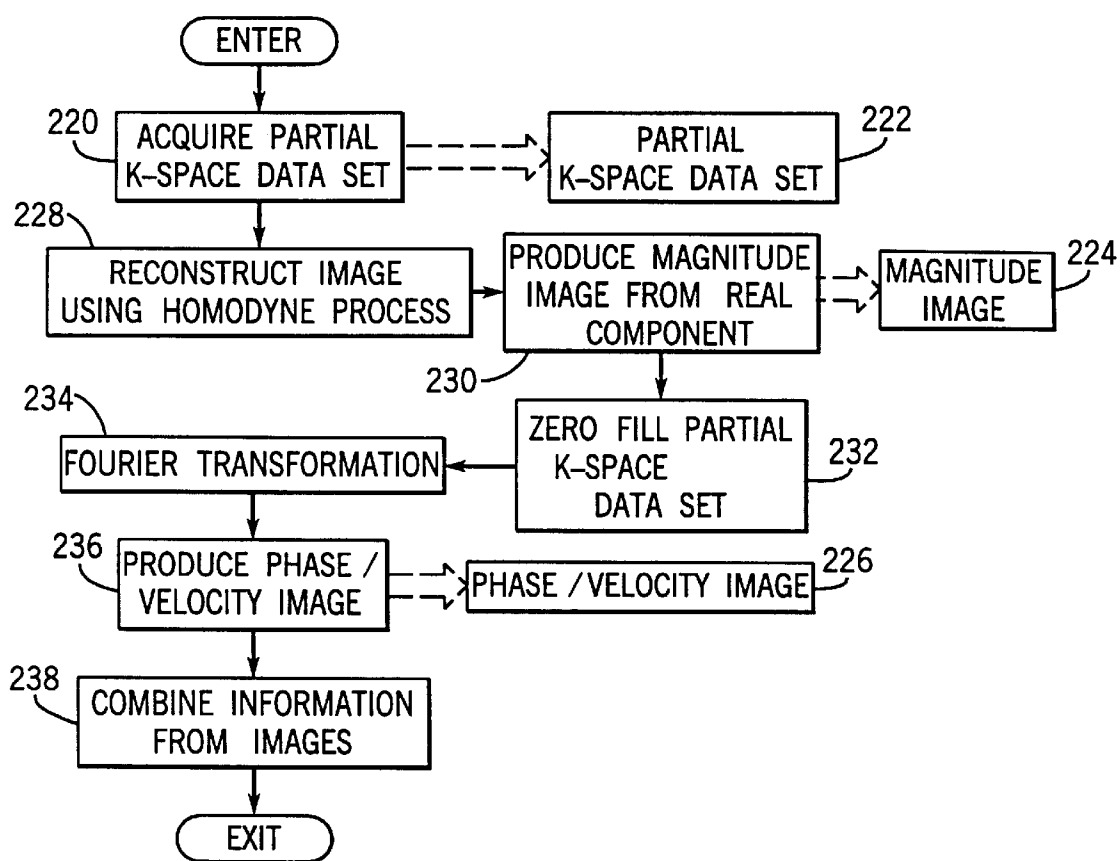 ENTER
220
ACQUIRE PARTIAL
K–SPACE DATA SET
PARTIAL
K–SPACE DATA SET
222
228
RECONSTRUCT IMAGE
USING HOMODYNE PROCESS
PRODUCE MAGNITUDE
IMAGE FROM REAL
COMPONENT
230
MAGNITUDE
IMAGE
224
234
FOURIER TRANSFORMATION
ZERO FILL PARTIAL
K–SPACE
DATA SET
232
236
PRODUCE PHASE /
VELOCITY IMAGE
PHASE / VELOCITY IMAGE
226
238
COMBINE INFORMATION
FROM IMAGES
EXIT